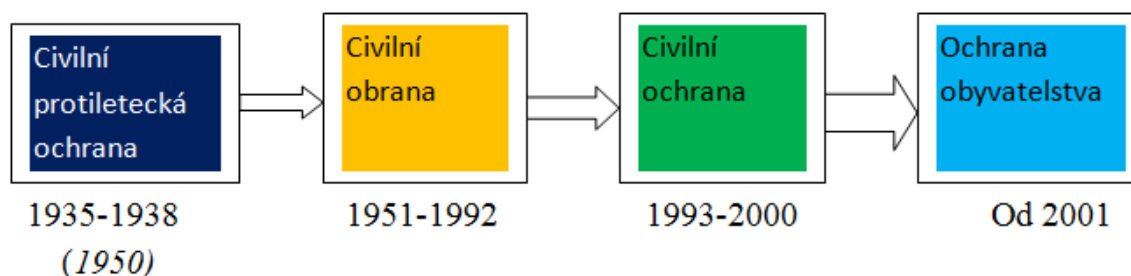 Civilní
protiletecká
ochrana
Civilní
obrana
Civilní
ochrana
Ochrana
obyvatelstva
1935-1938
(1950)
1951-1992
1993-2000
Od 2001